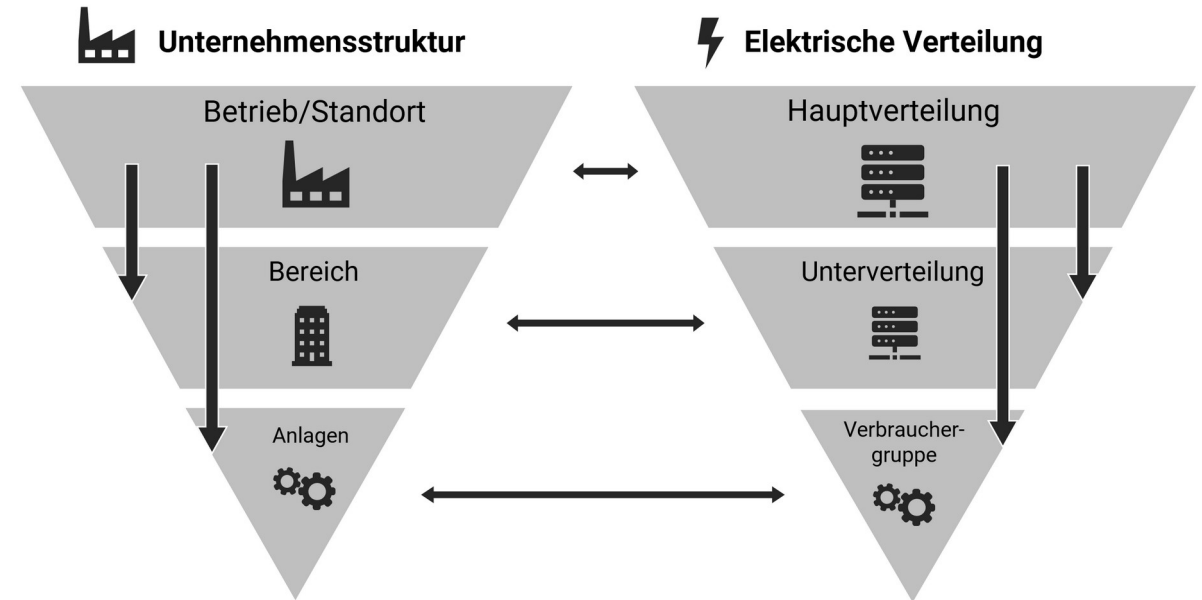 Unternehmensstruktur
Elektrische Verteilung
Betrieb/Standort
Hauptverteilung
Bereich
Unterverteilung
Anlagen
Verbraucher-
gruppe